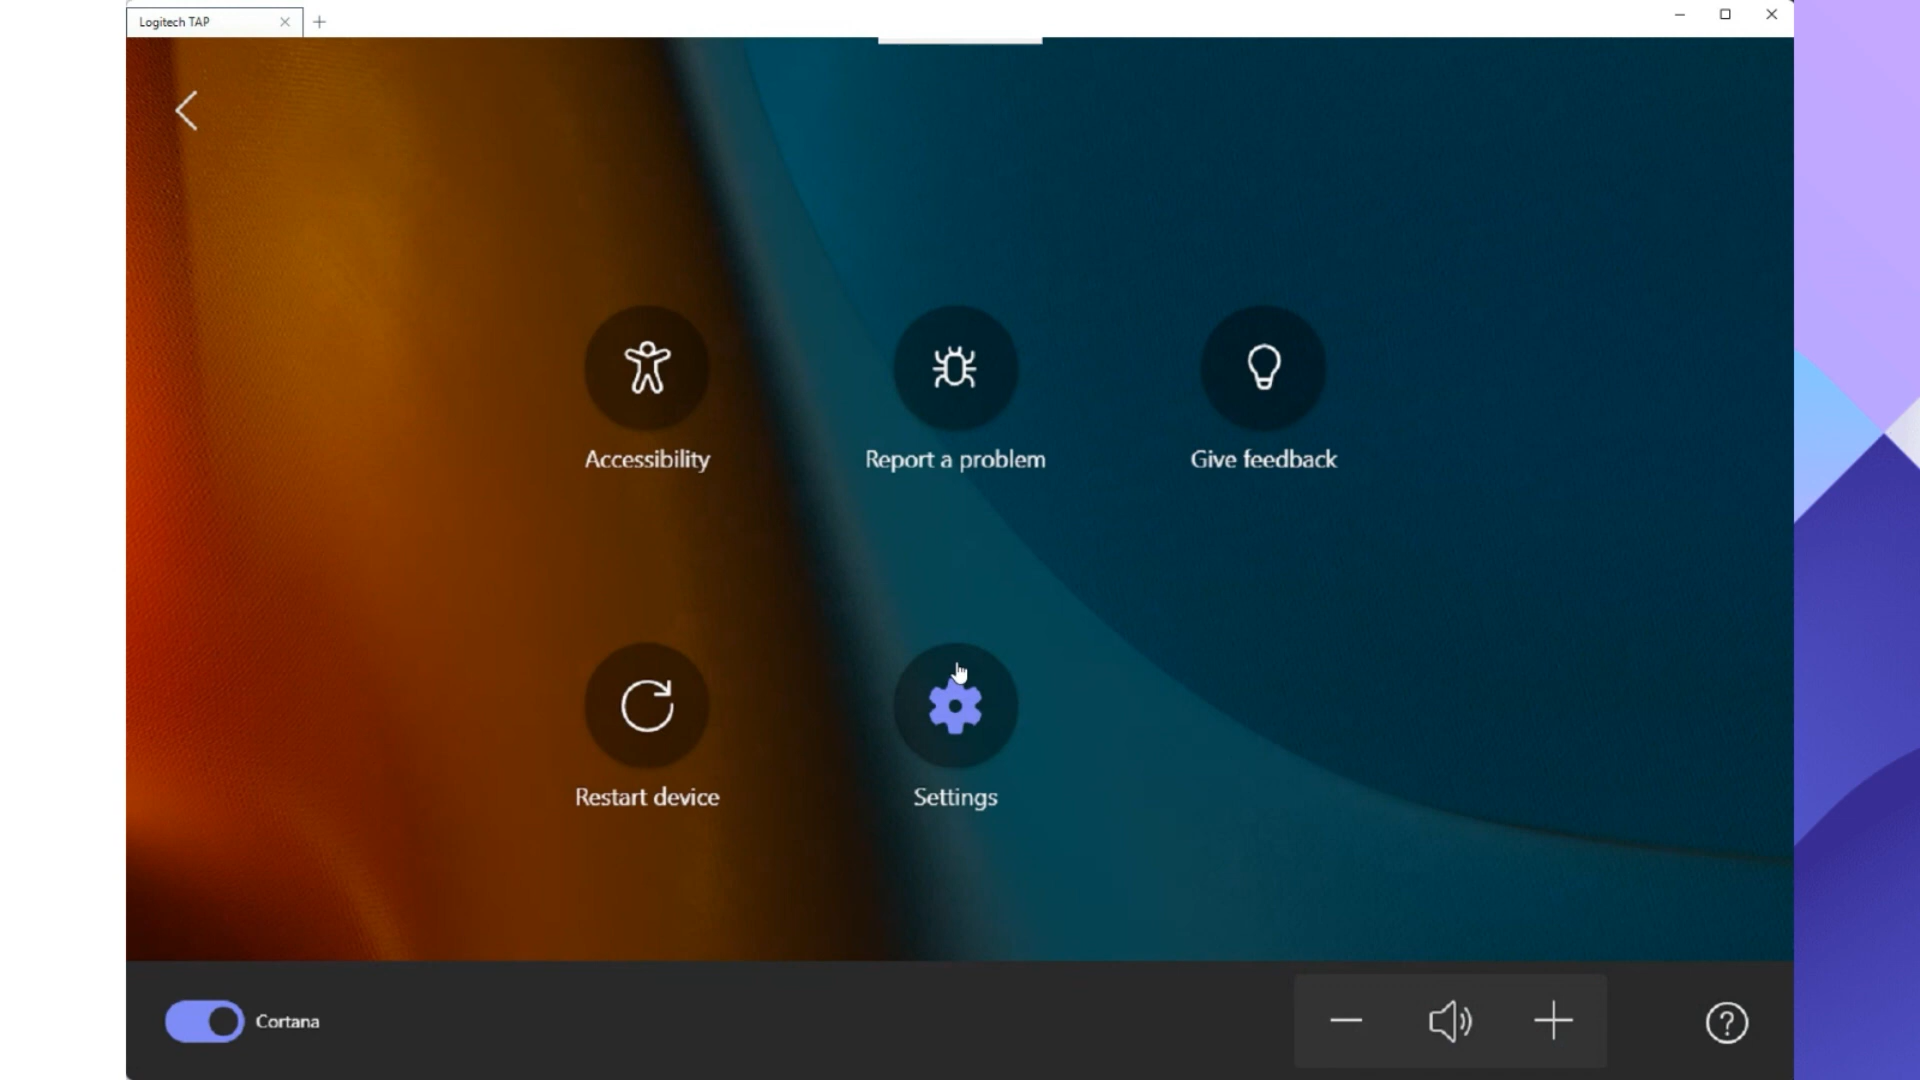 Logitech TAP
Accessibility
Report a problem
Give feedback
Restart device
Settings
Cortana